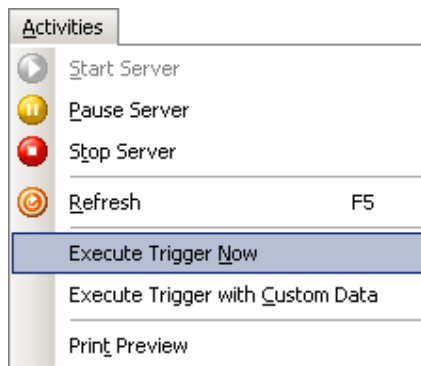 Activities
Start Server
Pause Server
Stop Server
Refresh F5
Execute Trigger Now
Execute Trigger with Custom Data
Print Preview